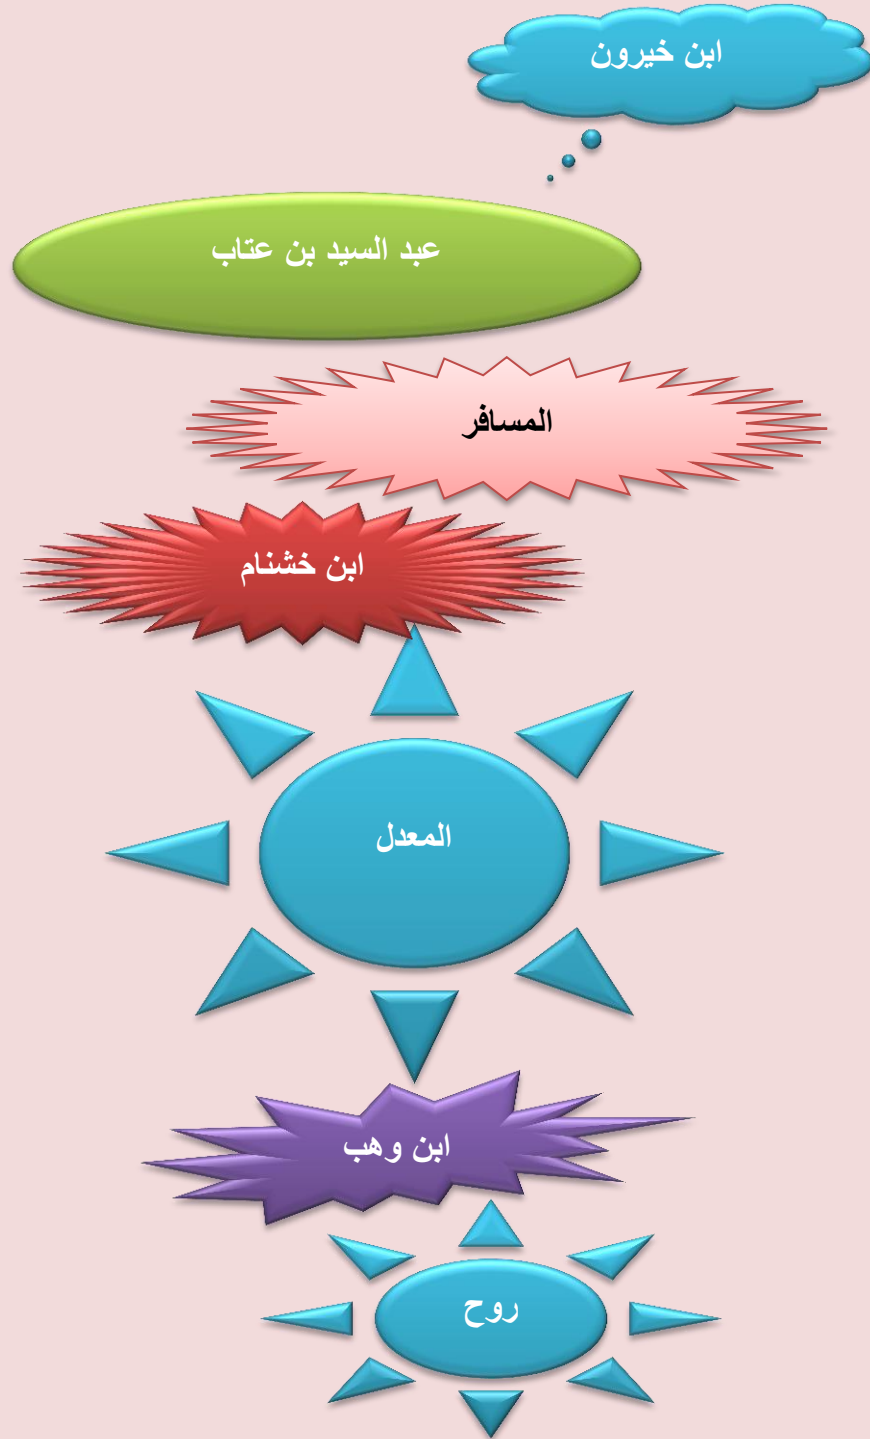 ابن خيرون
عبد السيد بن عتاب
المسافر
ابن خشنام
المعدل
ابن وهب
روح